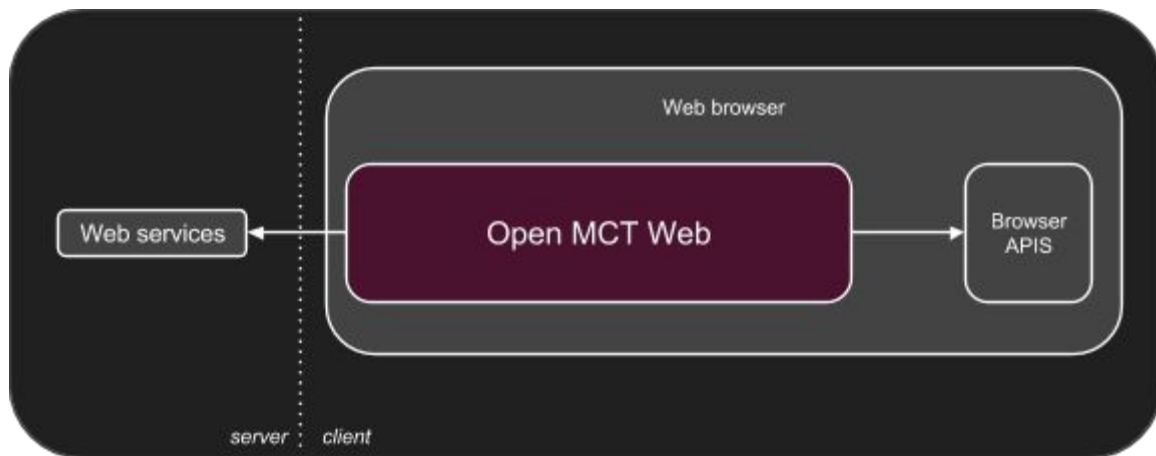 Web browser
Web services
Open MCT Web
Browser
APIS
server
client